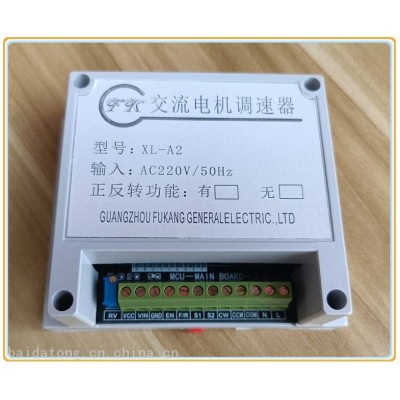 FK 交流电机调速器
型号: XL-A2
输入: AC220V/50Hz
正反转功能: 有 无
GUANGZHOU FUKANG GENERALELECTRIC.,LTD
MCU-MAIN BOARD
RV VCC VIN GND EN F/R S1 S2 CW CCW COM N L
baidatong.cn.china.cn